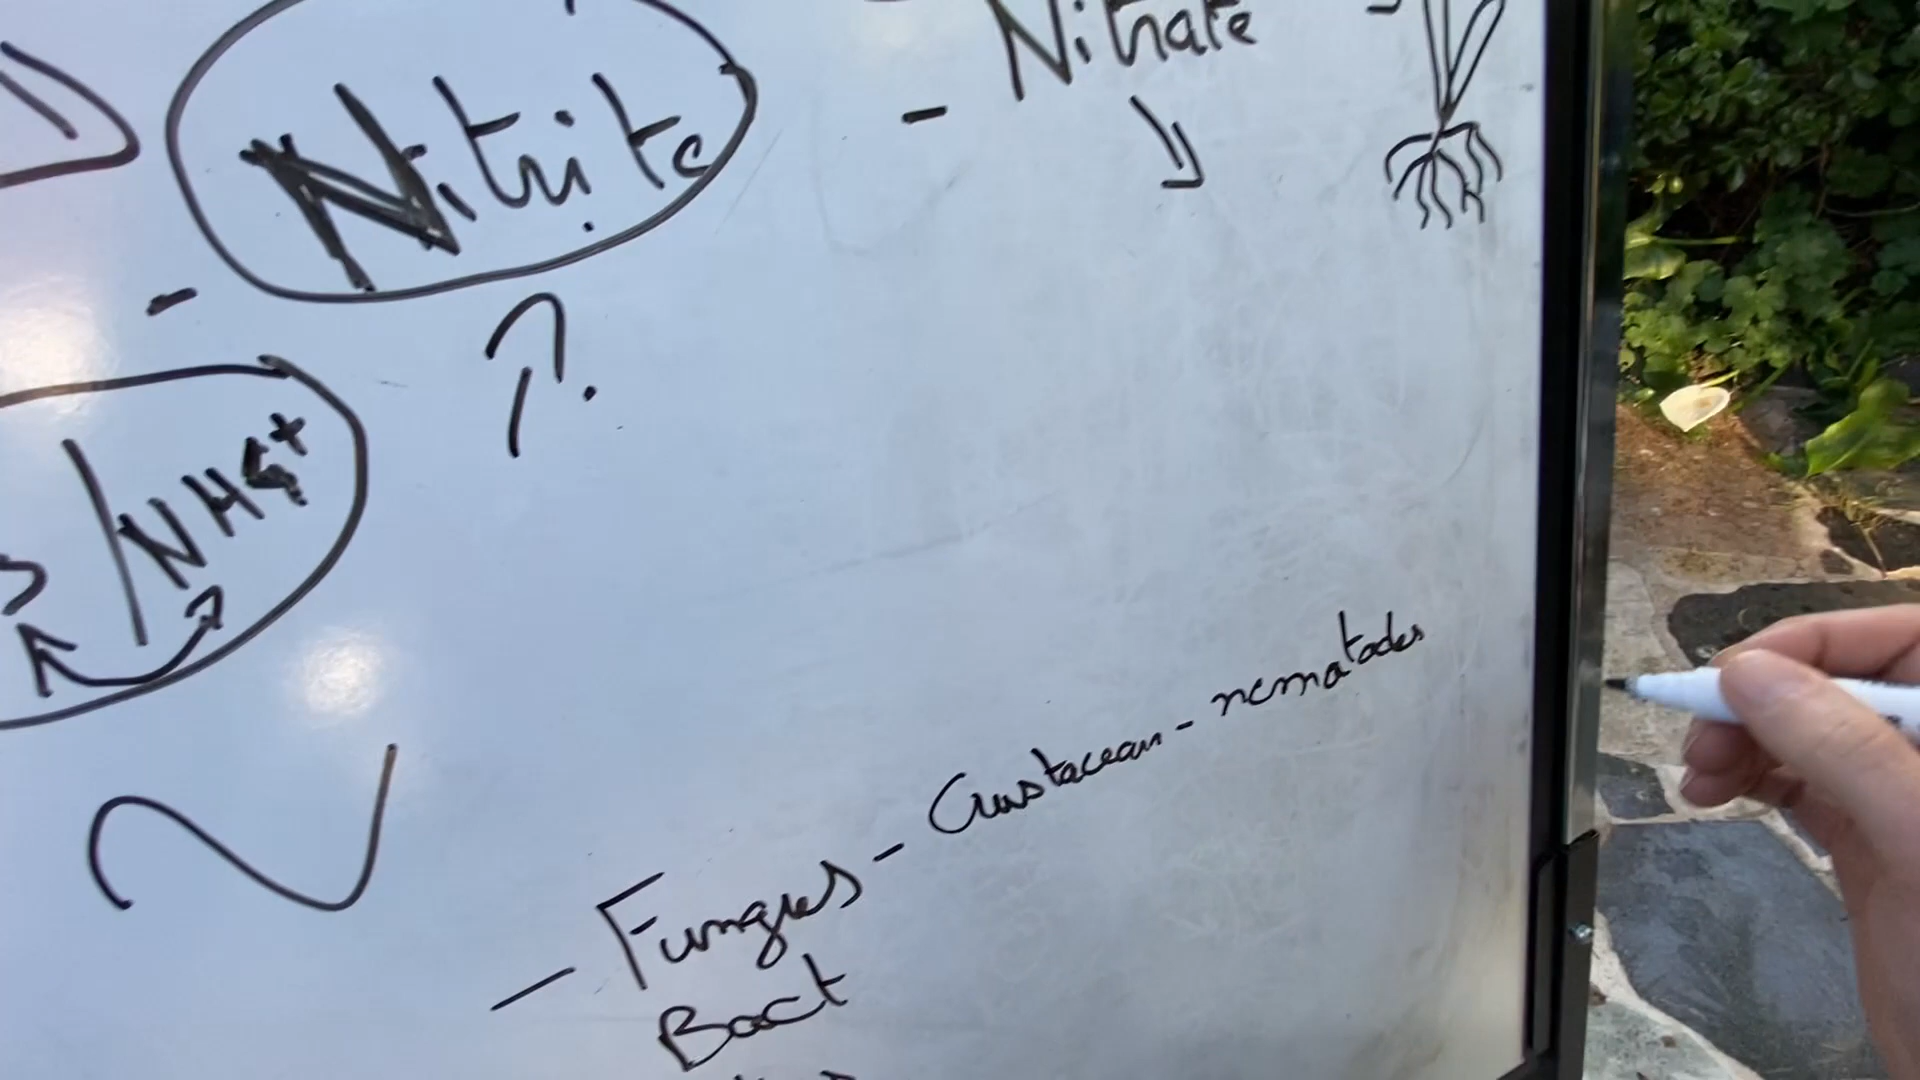 Nitrite - Nitrate
?
/ NH4+
- Fungus - Crustacean - nematodes
Bact